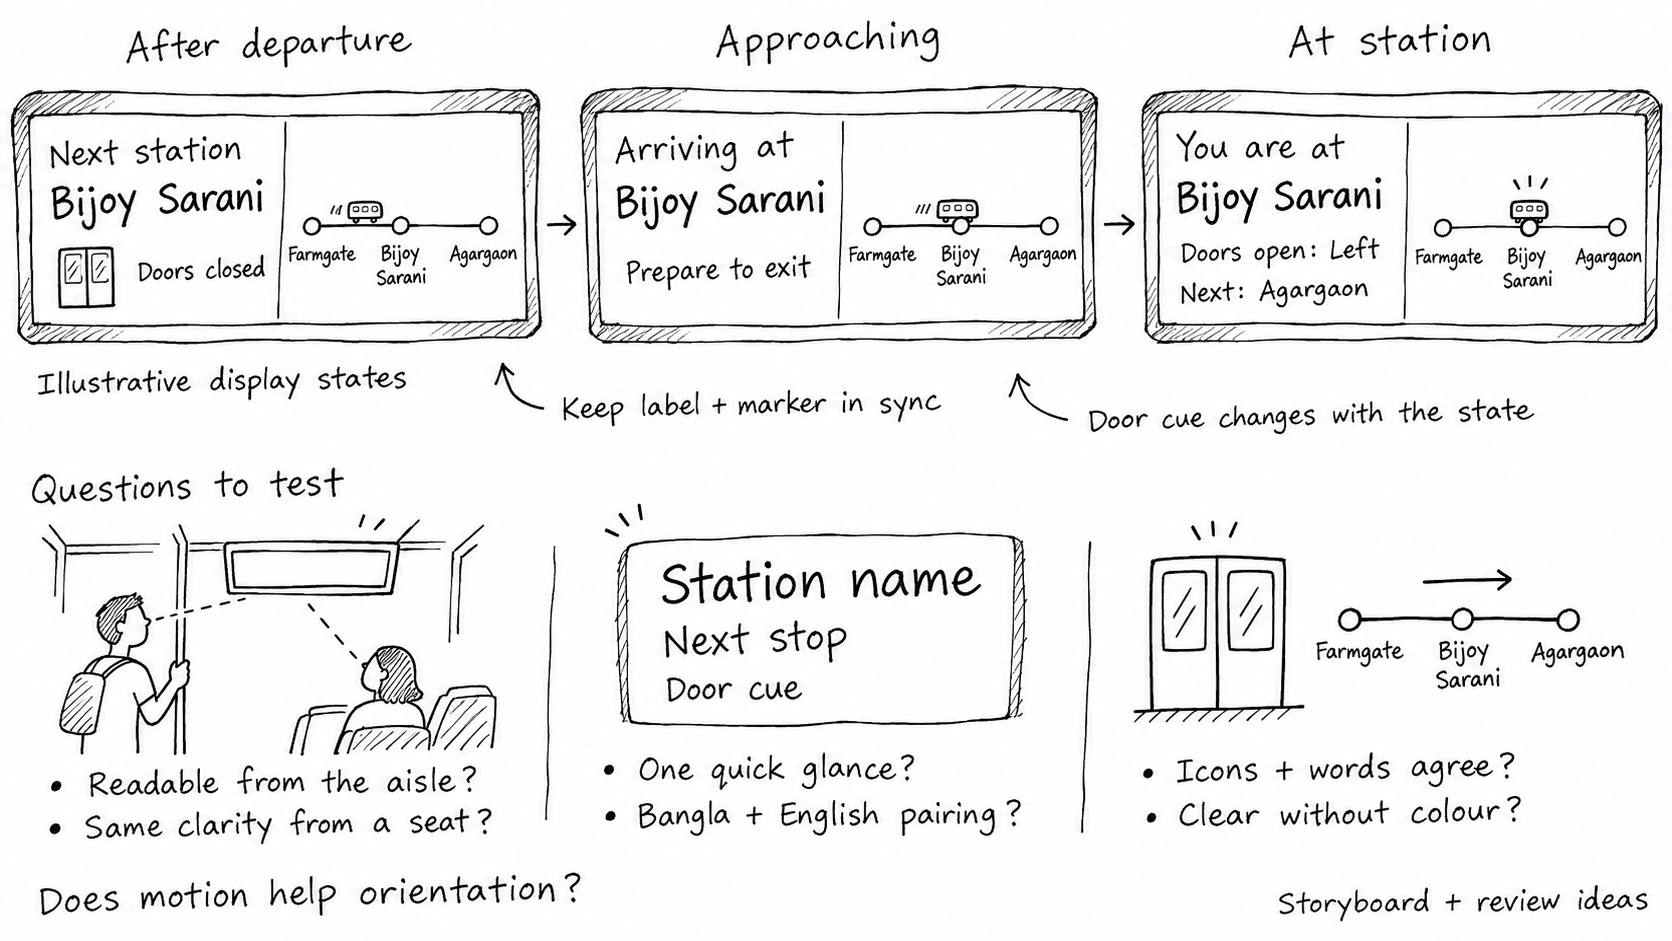 After departure
Next station
Bijoy Sarani
Doors closed
Farmgate
Bijoy
Sarani
Agargaon
Approaching
Arriving at
Bijoy Sarani
Prepare to exit
Farmgate
Bijoy
Sarani
Agargaon
At station
You are at
Bijoy Sarani
Doors open: Left
Next: Agargaon
Farmgate
Bijoy
Sarani
Agargaon
Illustrative display states
Keep label + marker in sync
Door cue changes with the state
Questions to test
• Readable from the aisle?
• Same clarity from a seat?
Station name
Next stop
Door cue
• One quick glance?
• Bangla + English pairing?
Farmgate
Bijoy
Sarani
Agargaon
• Icons + words agree?
• Clear without colour?
Does motion help orientation?
Storyboard + review ideas